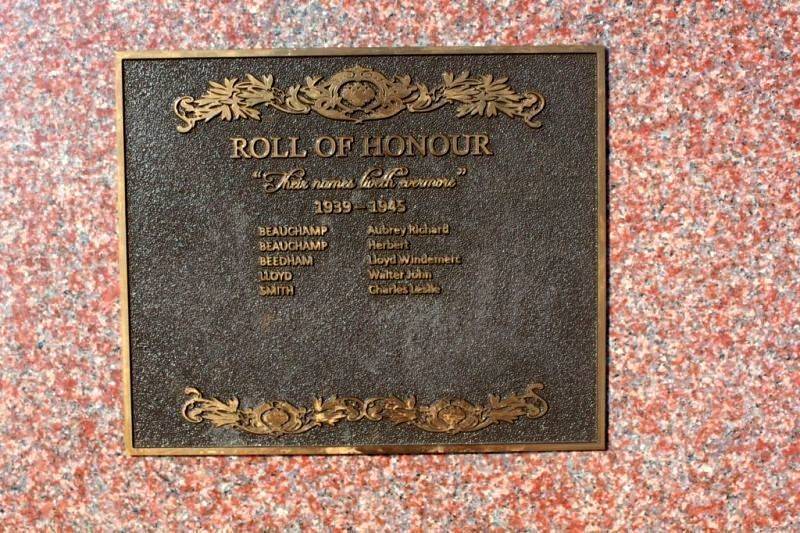 ROLL OF HONOUR
"Their names liveth evermore"
1939 - 1945
BEAUCHAMP Aubrey Richard
BEAUCHAMP Herbert
BEEDHAM Lloyd Windemere
LLOYD Walter John
SMITH Charles Leslie